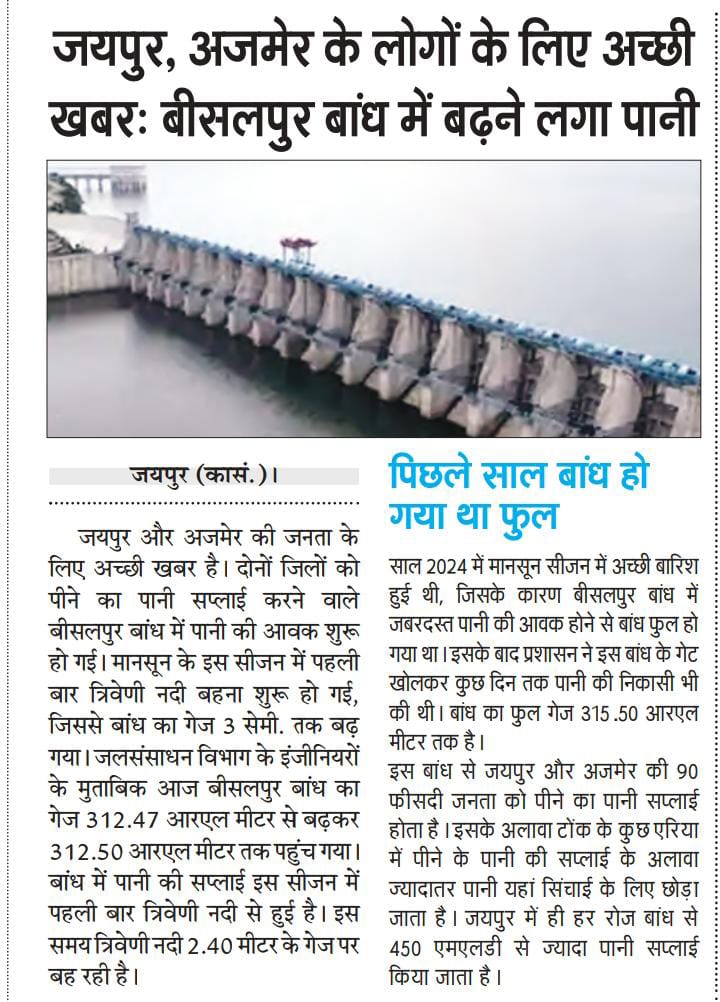 जयपुर, अजमेर के लोगों के लिए अच्छी
खबरः बीसलपुर बांध में बढ़ने लगा पानी
जयपुर (कासं.)।
जयपुर और अजमेर की जनता के
लिए अच्छी खबर है। दोनों जिलों को
पीने का पानी सप्लाई करने वाले
बीसलपुर बांध में पानी की आवक शुरू
हो गई। मानसून के इस सीजन में पहली
बार त्रिवेणी नदी बहना शुरू हो गई,
जिससे बांध का गेज 3 सेमी. तक बढ़
गया। जलसंसाधन विभाग के इंजीनियरों
के मुताबिक आज बीसलपुर बांध का
गेज 312.47 आरएल मीटर से बढ़कर
312.50 आरएल मीटर तक पहुंच गया।
बांध में पानी की सप्लाई इस सीजन में
पहली बार त्रिवेणी नदी से हुई है। इस
समय त्रिवेणी नदी 2.40 मीटर के गेज पर
बह रही है।
पिछले साल बांध हो
गया था फुल
साल 2024 में मानसून सीजन में अच्छी बारिश
हुई थी, जिसके कारण बीसलपुर बांध में
जबरदस्त पानी की आवक होने से बांध फुल हो
गया था। इसके बाद प्रशासन ने इस बांध के गेट
खोलकर कुछ दिन तक पानी की निकासी भी
की थी। बांध का फुल गेज 315.50 आरएल
मीटर तक है।
इस बांध से जयपुर और अजमेर की 90
फीसदी जनता को पीने का पानी सप्लाई
होता है। इसके अलावा टोंक के कुछ एरिया
में पीने के पानी की सप्लाई के अलावा
ज्यादातर पानी यहां सिंचाई के लिए छोड़ा
जाता है। जयपुर में ही हर रोज बांध से
450 एमएलडी से ज्यादा पानी सप्लाई
किया जाता है।